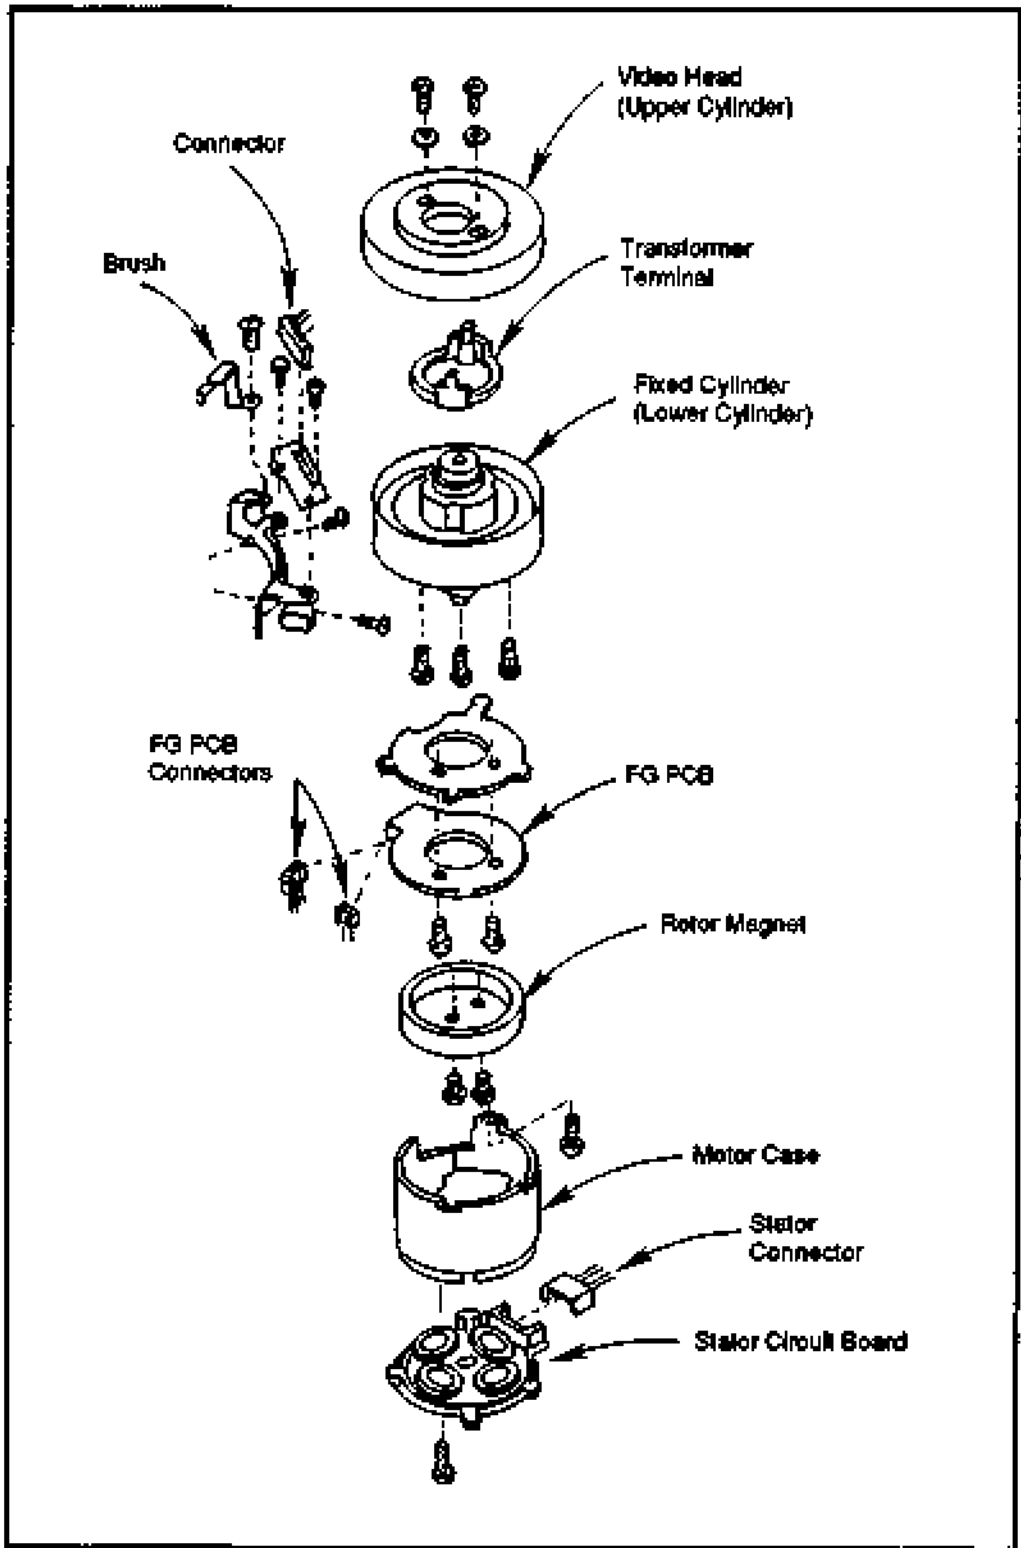 Video Head
(Upper Cylinder)
Connector
Transformer
Terminal
Brush
Fixed Cylinder
(Lower Cylinder)
FG PCB
Connectors
FG PCB
Rotor Magnet
Motor Case
Stator
Connector
Stator Circuit Board